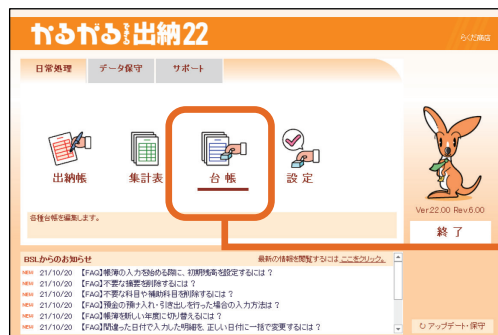 かるがるできる出納22
らくだ商店
日常処理 データ保守 サポート
出納帳 集計表 台帳 設定
各種台帳を編集します。
Ver.22.00 Rev.6.00
終了
BSLからのお知らせ 最新の情報を閲覧するには ここをクリック。
NEW 21/10/20 【FAQ】帳簿の入力を始める際に、初期残高を設定するには？
NEW 21/10/20 【FAQ】不要な摘要を削除するには？
NEW 21/10/20 【FAQ】不要な科目や補助科目を削除するには？
NEW 21/10/20 【FAQ】預金の預け入れ・引き出しを行った場合の入力方法は？
NEW 21/10/20 【FAQ】帳簿を新しい年度に切り替えるには？
NEW 21/10/20 【FAQ】間違った日付で入力した明細を、正しい日付に一括で変更するには？
アップデート・保守